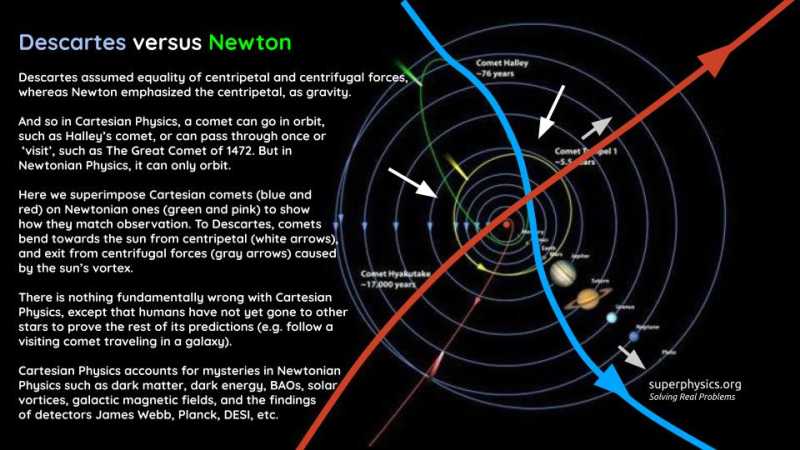 Descartes versus Newton
Descartes assumed equality of centripetal and centrifugal forces,
whereas Newton emphasized the centripetal, as gravity.
And so in Cartesian Physics, a comet can go in orbit,
such as Halley's comet, or can pass through once or
'visit', such as The Great Comet of 1472. But in
Newtonian Physics, it can only orbit.
Here we superimpose Cartesian comets (blue and
red) on Newtonian ones (green and pink) to show
how they match observation. To Descartes, comets
bend towards the sun from centripetal (white arrows),
and exit from centrifugal forces (gray arrows) caused
by the sun's vortex.
There is nothing fundamentally wrong with Cartesian
Physics, except that humans have not yet gone to other
stars to prove the rest of its predictions (e.g. follow a
visiting comet traveling in a galaxy).
Cartesian Physics accounts for mysteries in Newtonian
Physics such as dark matter, dark energy, BAOs, solar
vortices, galactic magnetic fields, and the findings
of detectors James Webb, Planck, DESI, etc.
Comet Halley
~76 years
Comet
1
~5.5
Comet Hyakutake
~17,000 years
Mercury
Earth
Mars
Jupiter
Saturn
Uranus
Neptune
Pluto
superphysics.org
Solving Real Problems